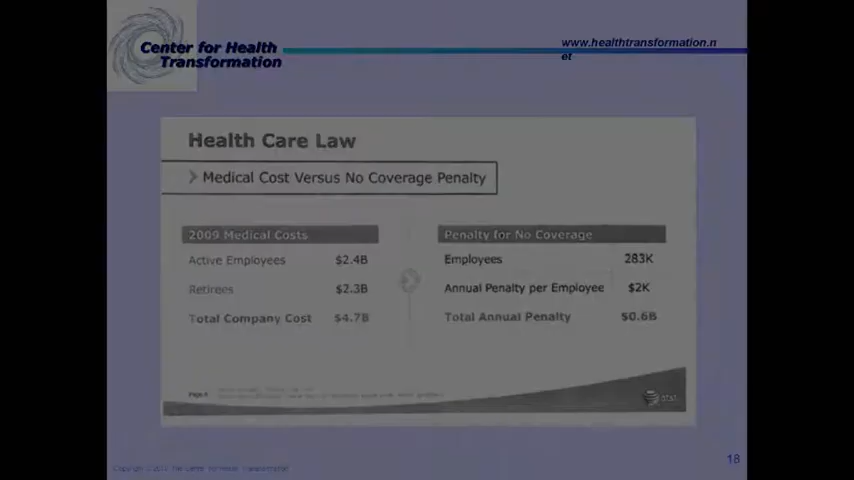 Center for Health
Transformation
www.healthtransformation.n
et
Health Care Law
Medical Cost Versus No Coverage Penalty
2009 Medical Costs
Active Employees $2.4B
Retirees $2.3B
Total Company Cost $4.7B
Penalty for No Coverage
Employees 283K
Annual Penalty per Employee $2K
Total Annual Penalty $0.6B
at&t
18